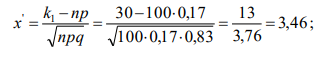 x' = (k₁ − np)/√(npq) = (30−100·0,17)/√(100·0,17·0,83) = 13/3,76 = 3,46;